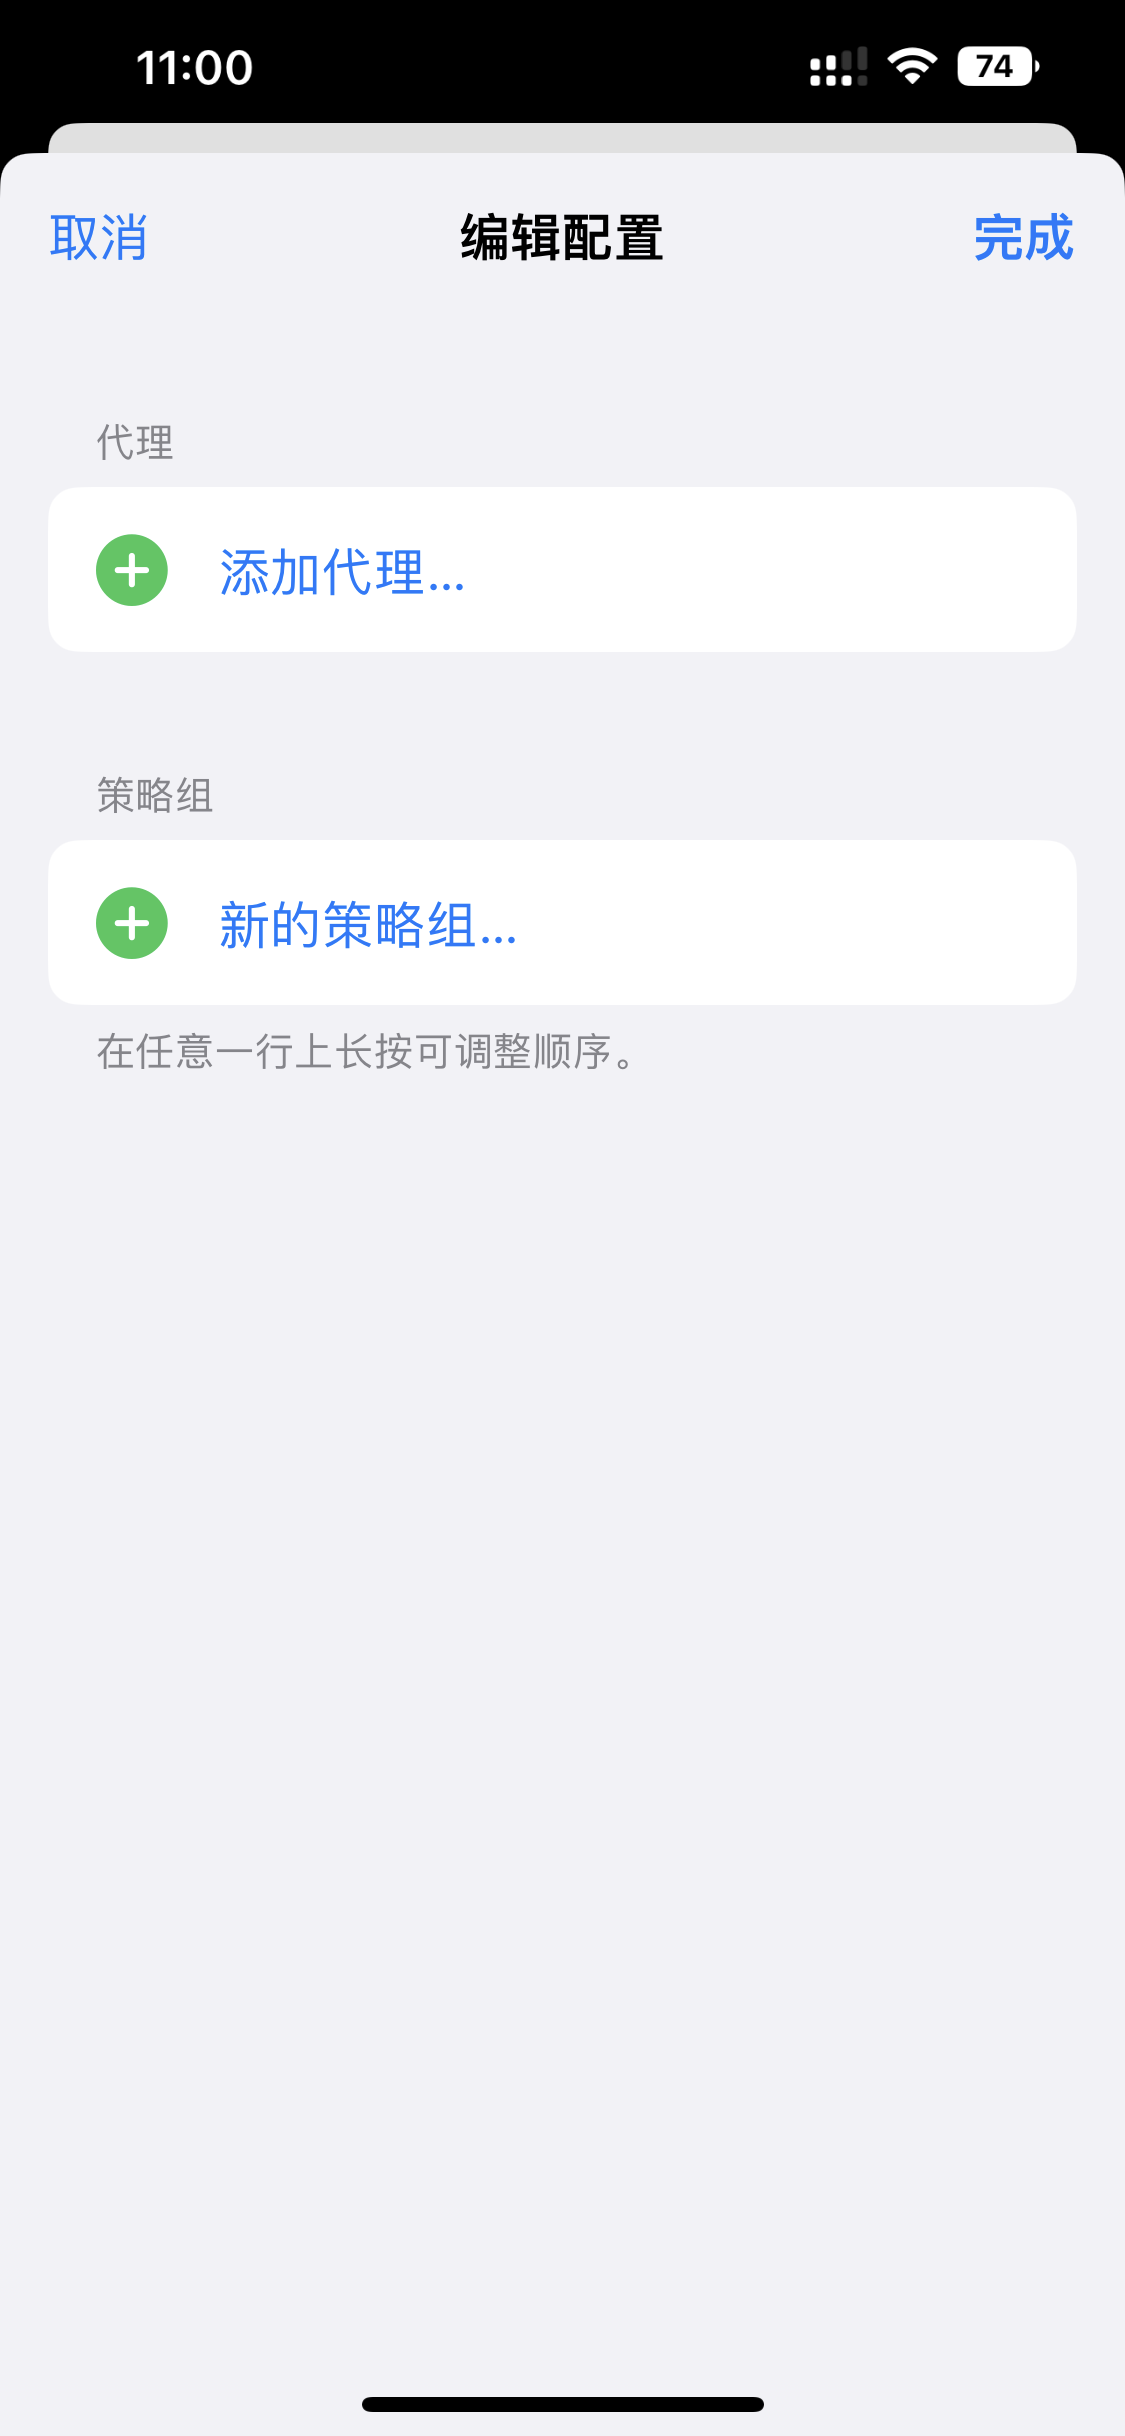 11:00
74
取消
编辑配置
完成
代理
添加代理...
策略组
新的策略组...
在任意一行上长按可调整顺序。